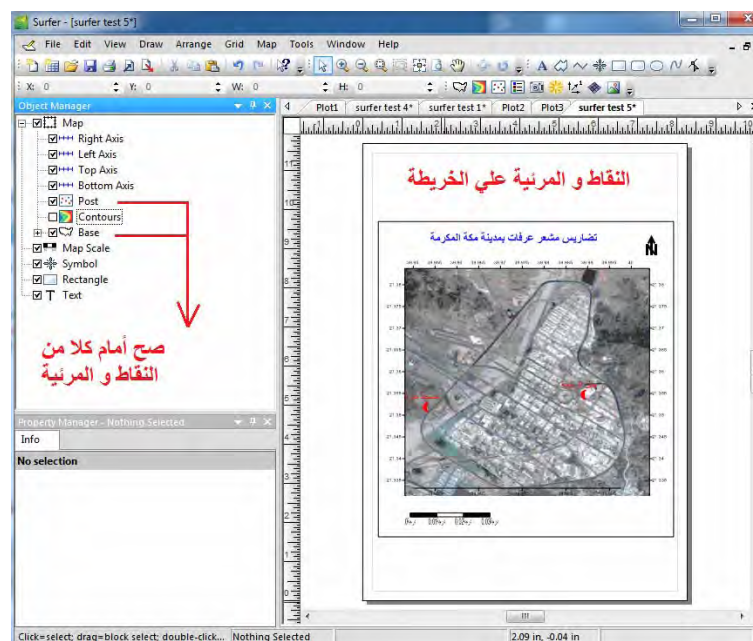 Surfer - [surfer test 5*]
File Edit View Draw Arrange Grid Map Tools Window Help
X: 0 Y: 0 W: 0 H: 0
Object Manager
Plot1 surfer test 4* surfer test 1* Plot2 Plot3 surfer test 5*
Map
Right Axis
Left Axis
Top Axis
Bottom Axis
Post
Contours
Base
Map Scale
Symbol
Rectangle
Text
صح أمام كلا من
النقاط و المرئية
Property Manager - Nothing Selected
Info
No selection
النقاط و المرئية علي الخريطة
تضاريس مشعر عرفات بمدينة مكة المكرمة
N
Click=select; drag=block select; double-click... Nothing Selected 2.09 in, -0.04 in